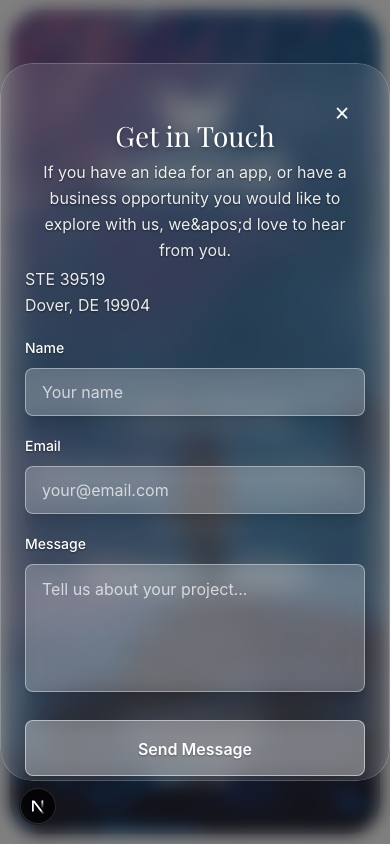 ×
Get in Touch
If you have an idea for an app, or have a
business opportunity you would like to
explore with us, we&apos;d love to hear
from you.
STE 39519
Dover, DE 19904
Name
Your name
Email
your@email.com
Message
Tell us about your project...
Send Message
N